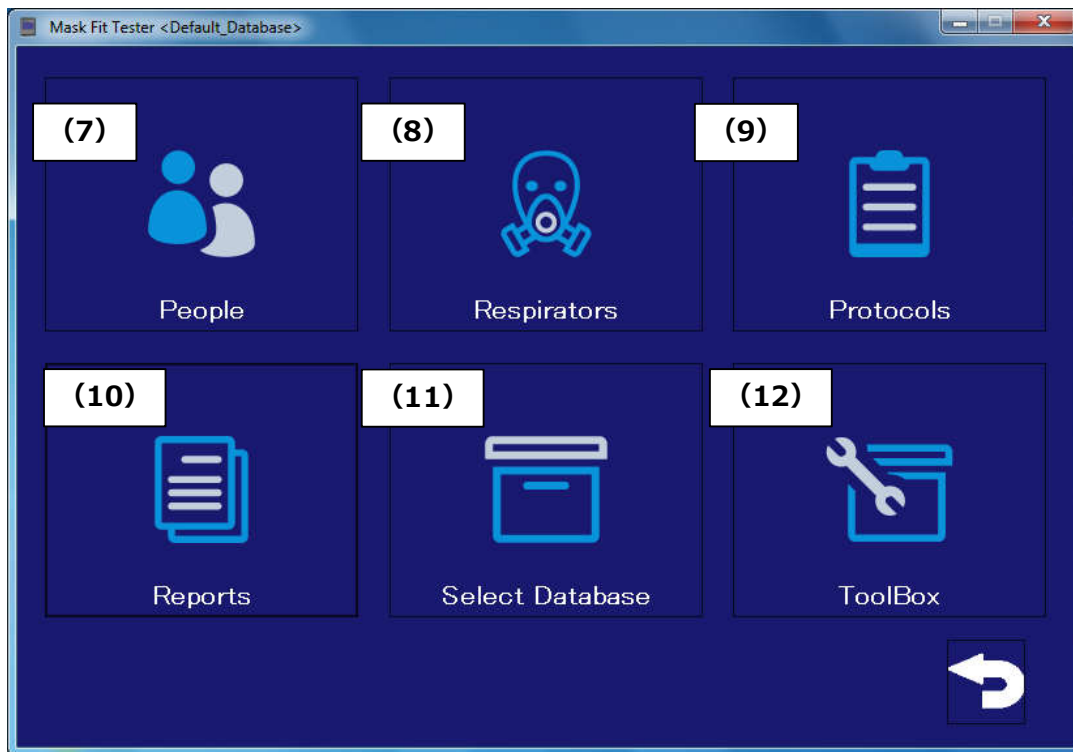 Mask Fit Tester <Default_Database>
（7）
People
（8）
Respirators
（9）
Protocols
（10）
Reports
（11）
Select Database
（12）
ToolBox